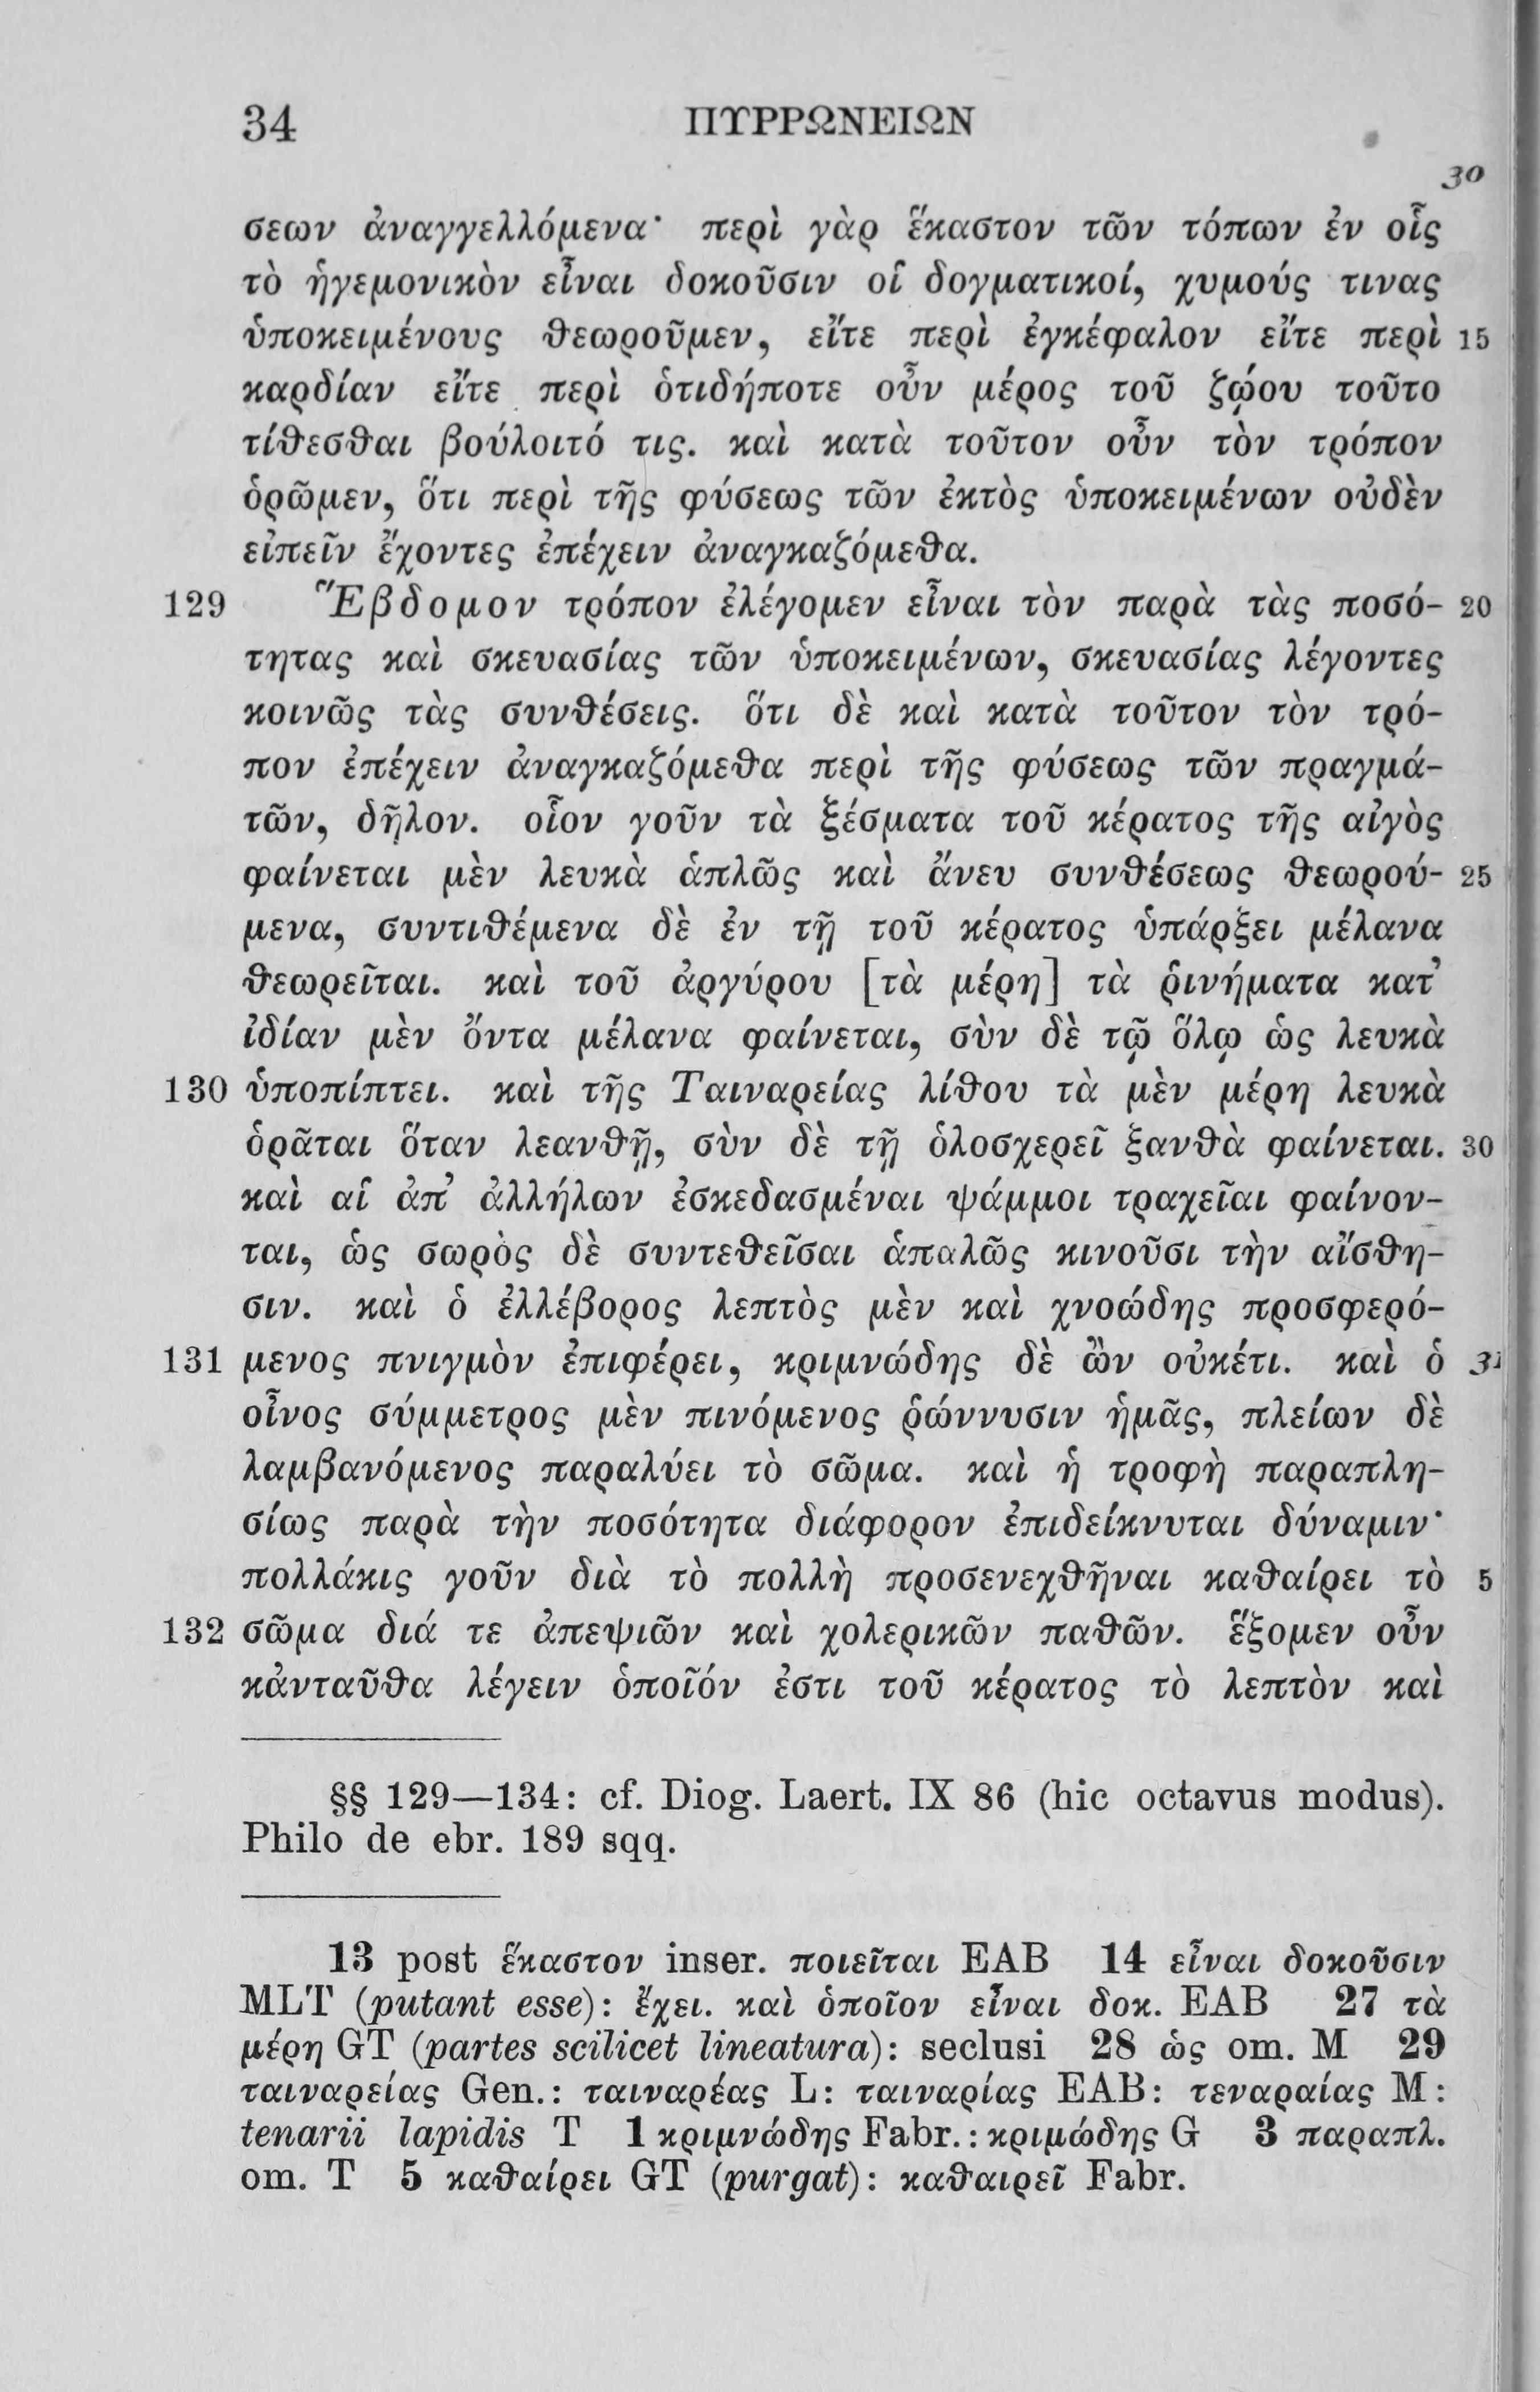 34 ΠΥΡΡΩΝΕΙΩΝ
30
σεων ἀναγγελλόμενα· περὶ γὰρ ἕκαστον τῶν τόπων ἐν οἷς
τὸ ἡγεμονικὸν εἶναι δοκοῦσιν οἱ δογματικοί, χυμούς τινας
ὑποκειμένους θεωροῦμεν, εἴτε περὶ ἐγκέφαλον εἴτε περὶ 15
καρδίαν εἴτε περὶ ὁτιδήποτε οὖν μέρος τοῦ ζῴου τοῦτο
τίθεσθαι βούλοιτό τις. καὶ κατὰ τοῦτον οὖν τὸν τρόπον
ὁρῶμεν, ὅτι περὶ τῆς φύσεως τῶν ἐκτὸς ὑποκειμένων οὐδὲν
εἰπεῖν ἔχοντες ἐπέχειν ἀναγκαζόμεθα.
129 Ἕβδομον τρόπον ἐλέγομεν εἶναι τὸν παρὰ τὰς ποσό- 20
τητας καὶ σκευασίας τῶν ὑποκειμένων, σκευασίας λέγοντες
κοινῶς τὰς συνθέσεις. ὅτι δὲ καὶ κατὰ τοῦτον τὸν τρό-
πον ἐπέχειν ἀναγκαζόμεθα περὶ τῆς φύσεως τῶν πραγμά-
των, δῆλον. οἷον γοῦν τὰ ξέσματα τοῦ κέρατος τῆς αἰγὸς
φαίνεται μὲν λευκὰ ἁπλῶς καὶ ἄνευ συνθέσεως θεωρού- 25
μενα, συντιθέμενα δὲ ἐν τῇ τοῦ κέρατος ὑπάρξει μέλανα
θεωρεῖται. καὶ τοῦ ἀργύρου [τὰ μέρη] τὰ ῥινήματα κατ᾽
ἰδίαν μὲν ὄντα μέλανα φαίνεται, σὺν δὲ τῷ ὅλῳ ὡς λευκὰ
130 ὑποπίπτει. καὶ τῆς Ταιναρείας λίθου τὰ μὲν μέρη λευκὰ
ὁρᾶται ὅταν λεανθῇ, σὺν δὲ τῇ ὁλοσχερεῖ ξανθὰ φαίνεται. 30
καὶ αἱ ἀπ᾽ ἀλλήλων ἐσκεδασμέναι ψάμμοι τραχεῖαι φαίνον-
ται, ὡς σωρὸς δὲ συντεθεῖσαι ἁπαλῶς κινοῦσι τὴν αἴσθη-
σιν. καὶ ὁ ἐλλέβορος λεπτὸς μὲν καὶ χνοώδης προσφερό-
131 μενος πνιγμὸν ἐπιφέρει, κριμνώδης δὲ ὢν οὐκέτι. καὶ ὁ 31
οἶνος σύμμετρος μὲν πινόμενος ῥώννυσιν ἡμᾶς, πλείων δὲ
λαμβανόμενος παραλύει τὸ σῶμα. καὶ ἡ τροφὴ παραπλη-
σίως παρὰ τὴν ποσότητα διάφορον ἐπιδείκνυται δύναμιν·
πολλάκις γοῦν διὰ τὸ πολλὴ προσενεχθῆναι καθαίρει τὸ 5
132 σῶμα διά τε ἀπεψιῶν καὶ χολερικῶν παθῶν. ἕξομεν οὖν
κἀνταῦθα λέγειν ὁποῖόν ἐστι τοῦ κέρατος τὸ λεπτὸν καὶ
§§ 129—134: cf. Diog. Laert. IX 86 (hic octavus modus).
Philo de ebr. 189 sqq.
13 post ἕκαστον inser. ποιεῖται EAB 14 εἶναι δοκοῦσιν
MLT (putant esse): ἔχει. καὶ ὁποῖον εἶναι δοκ. EAB 27 τὰ
μέρη GT (partes scilicet lineatura): seclusi 28 ὡς om. M 29
ταιναρείας Gen.: ταιναρέας L: ταιναρίας EAB: τεναραίας M:
tenarii lapidis T 1 κριμνώδης Fabr.: κριμώδης G 3 παραπλ.
om. T 5 καθαίρει GT (purgat): καθαιρεῖ Fabr.